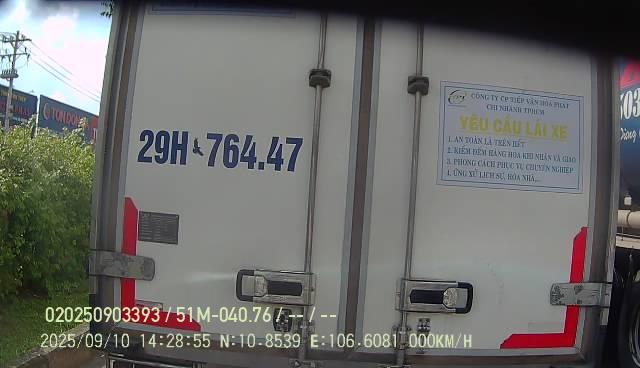 CÔNG TY CP TIẾP VẬN HÒA PHÁT
CHI NHÁNH TPHCM
YÊU CẦU LÁI XE
1. AN TOÀN LÀ TRÊN HẾT
2. KIỂM ĐẾM HÀNG HÓA KHI NHẬN VÀ GIAO
3. PHONG CÁCH PHỤC VỤ CHUYÊN NGHIỆP
4. ỨNG XỬ LỊCH SỰ, HÒA NHÃ,...
29H 764.47
020250903393 / 51M-040.76 / -- / --
2025/09/10 14:28:55 N:10.8539 E:106.6081 000KM/H